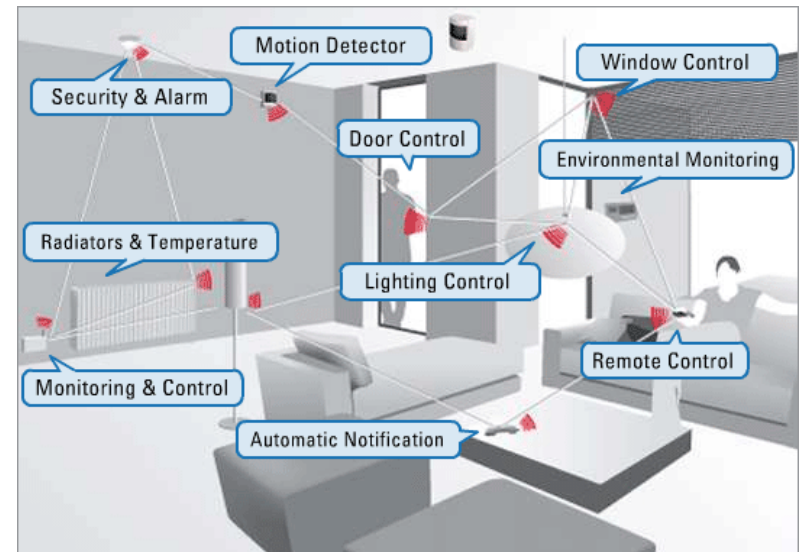 Motion Detector
Window Control
Security & Alarm
Door Control
Environmental Monitoring
Radiators & Temperature
Lighting Control
Remote Control
Monitoring & Control
Automatic Notification